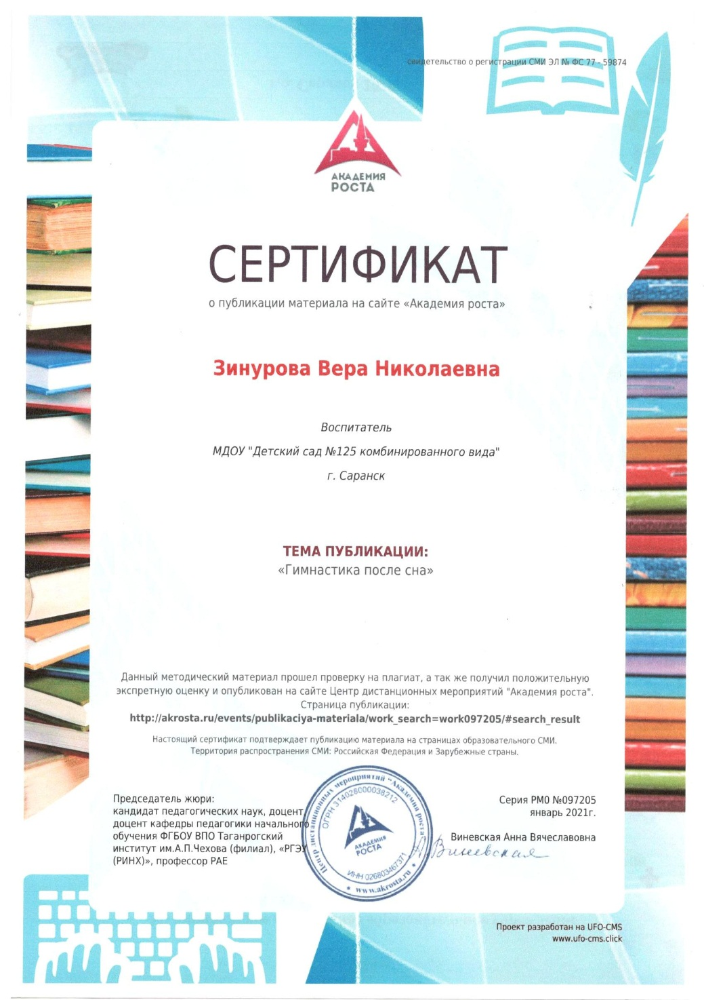 свидетельство о регистрации СМИ ЭЛ № ФС 77 - 59874
АКАДЕМИЯ
РОСТА
СЕРТИФИКАТ
о публикации материала на сайте «Академия роста»
Зинурова Вера Николаевна
Воспитатель
МДОУ "Детский сад №125 комбинированного вида"
г. Саранск
ТЕМА ПУБЛИКАЦИИ:
«Гимнастика после сна»
Данный методический материал прошел проверку на плагиат, а так же получил положительную
экспретную оценку и опубликован на сайте Центр дистанционных мероприятий "Академия роста".
Страница публикации:
http://akrosta.ru/events/publikaciya-materiala/work_search=work097205/#search_result
Настоящий сертификат подтверждает публикацию материала на страницах образовательного СМИ.
Территория распространения СМИ: Российская Федерация и Зарубежные страны.
Председатель жюри:
кандидат педагогических наук, доцент,
доцент кафедры педагогики начального
обучения ФГБОУ ВПО Таганрогский
институт им.А.П.Чехова (филиал), «РГЭУ
(РИНХ)», профессор РАЕ
Центр дистанционных мероприятий "Академия роста"
ОГРН 314028000038212
АКАДЕМИЯ
РОСТА
ИНН 026803467371
www.akrosta.ru
Серия РМ0 №097205
январь 2021г.
Виневская Анна Вячеславовна
А.Виневская
Проект разработан на UFO-CMS
www.ufo-cms.click